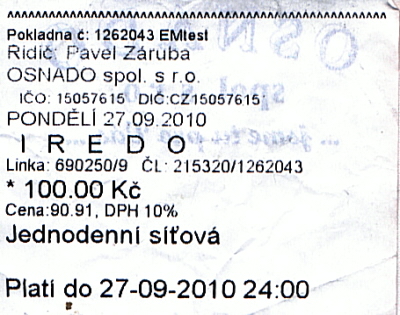 Pokladna č: 1262043 EMtest
Řidič: Pavel Záruba
OSNADO spol. s r.o.
IČO: 15057615 DIČ:CZ15057615
PONDĚLÍ 27.09.2010
I R E D O
Linka: 690250/9 ČL: 215320/1262043
* 100.00 Kč
Cena:90.91, DPH 10%
Jednodenní síťová
Platí do 27-09-2010 24:00